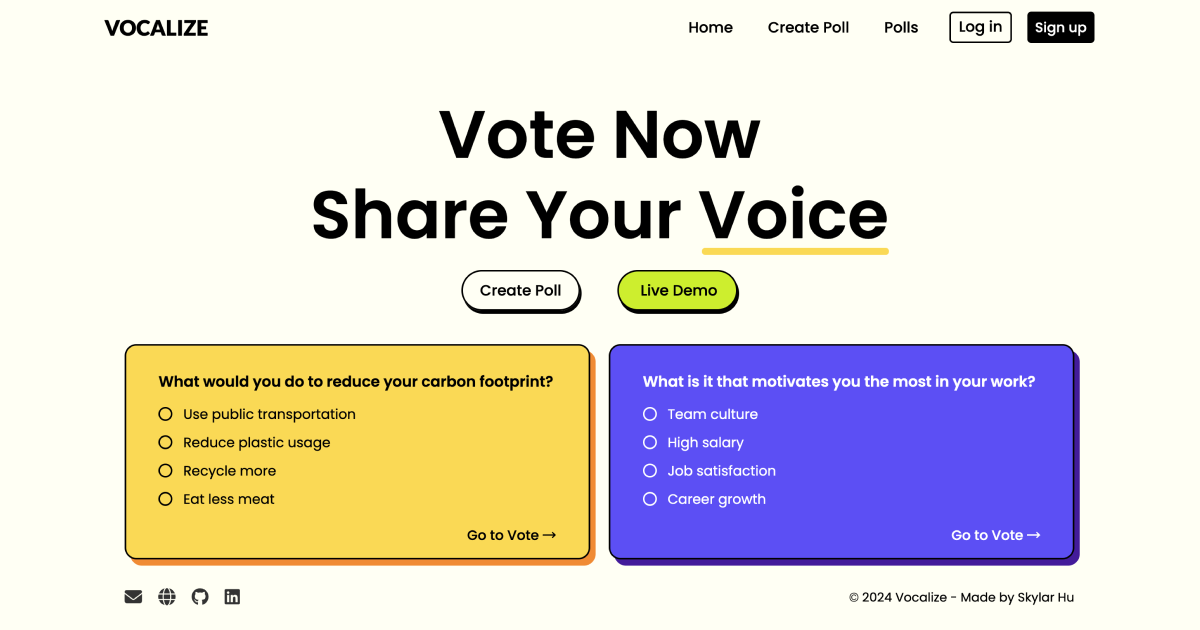 VOCALIZE
Home
Create Poll
Polls
Log in
Sign up
Vote Now
Share Your Voice
Create Poll
Live Demo
What would you do to reduce your carbon footprint?
Use public transportation
Reduce plastic usage
Recycle more
Eat less meat
Go to Vote →
What is it that motivates you the most in your work?
Team culture
High salary
Job satisfaction
Career growth
Go to Vote →
© 2024 Vocalize - Made by Skylar Hu